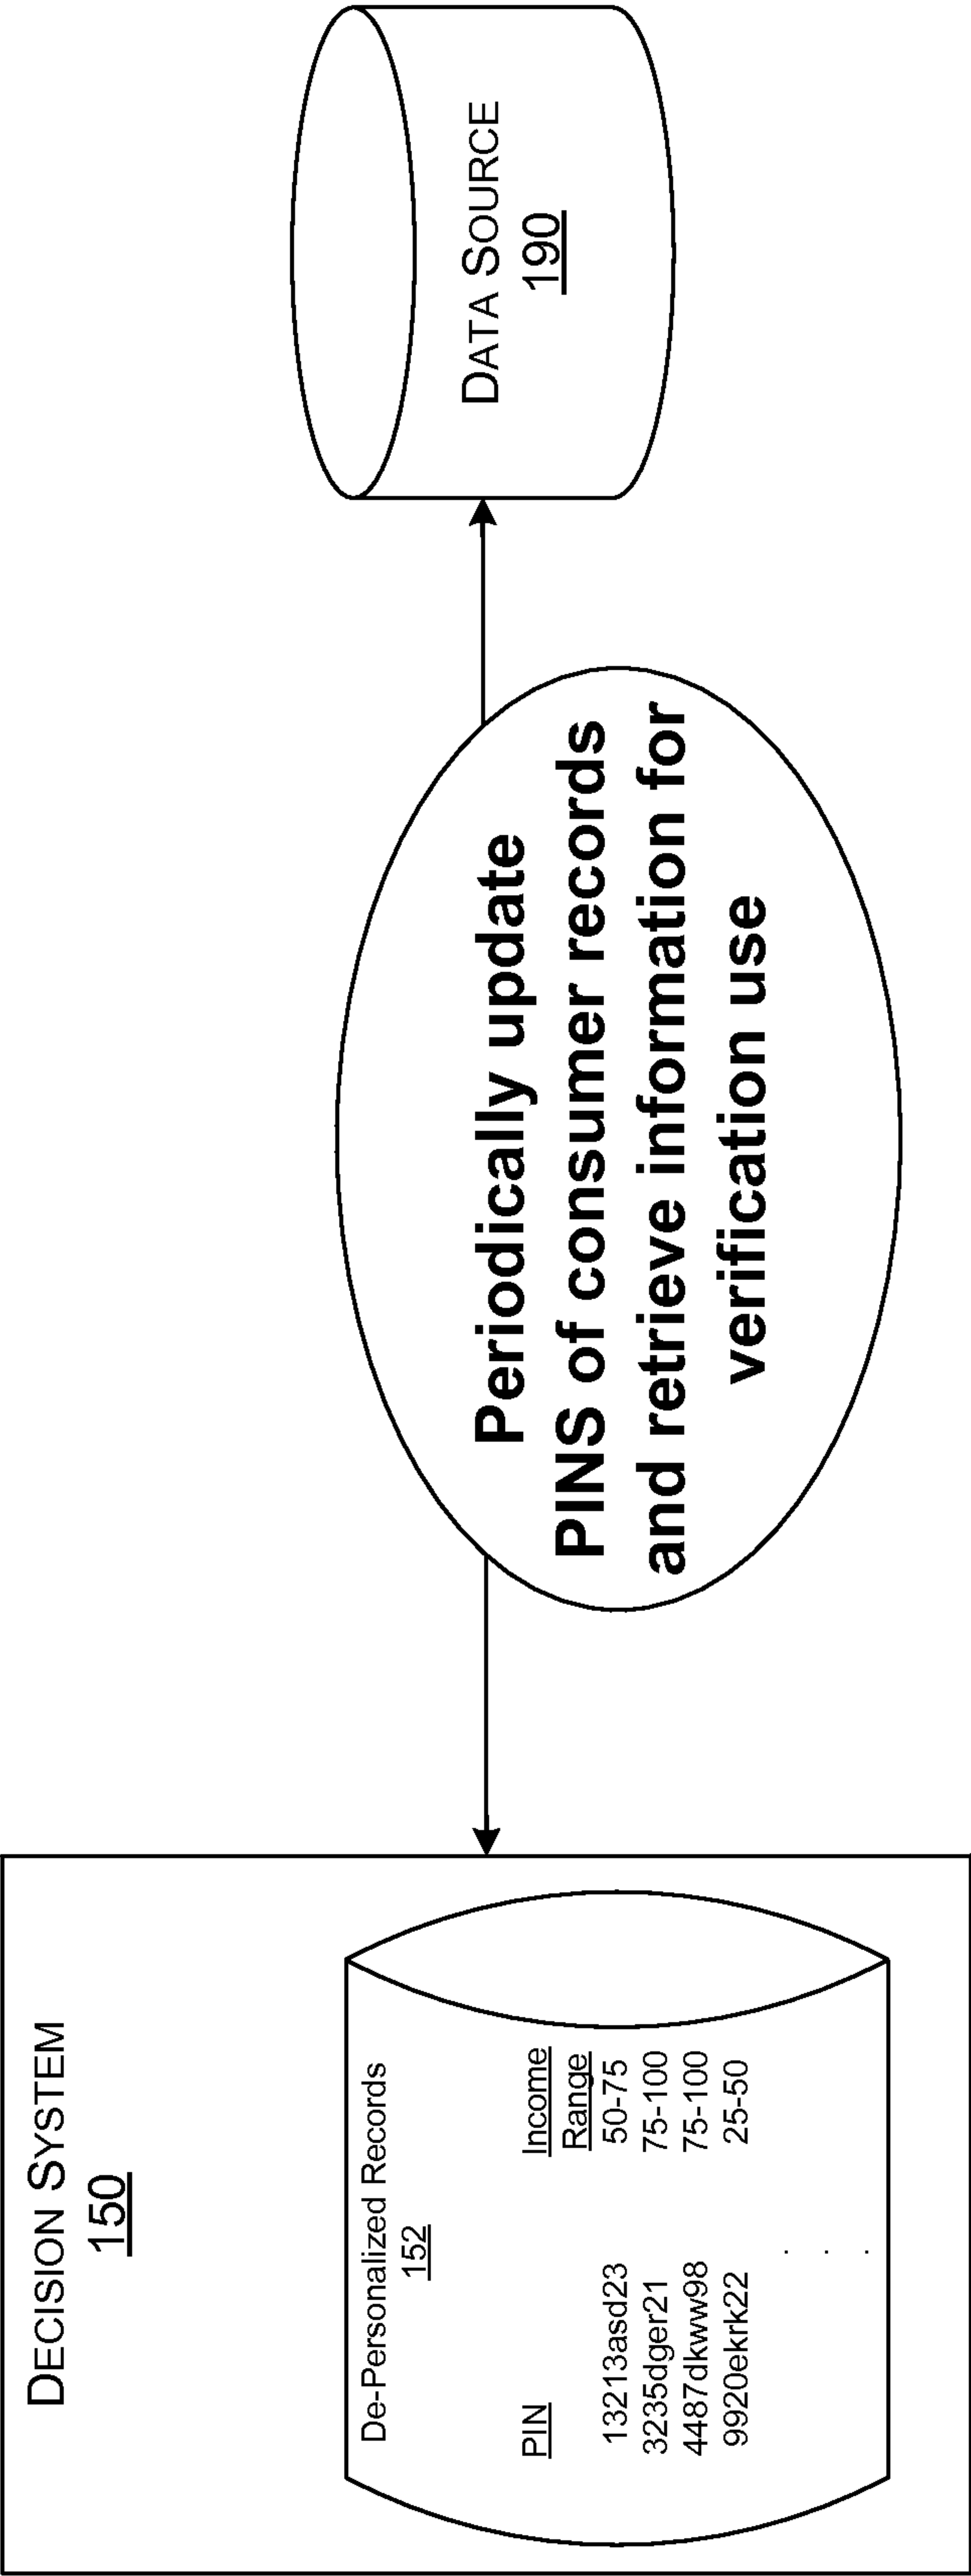 DECISION SYSTEM
150
De-Personalized Records
152
PIN Income
Range
13213asd23 50-75
3235dger21 75-100
4487dkww98 75-100
9920ekrk22 25-50
.
.
.
Periodically update
PINS of consumer records
and retrieve information for
verification use
DATA SOURCE
190